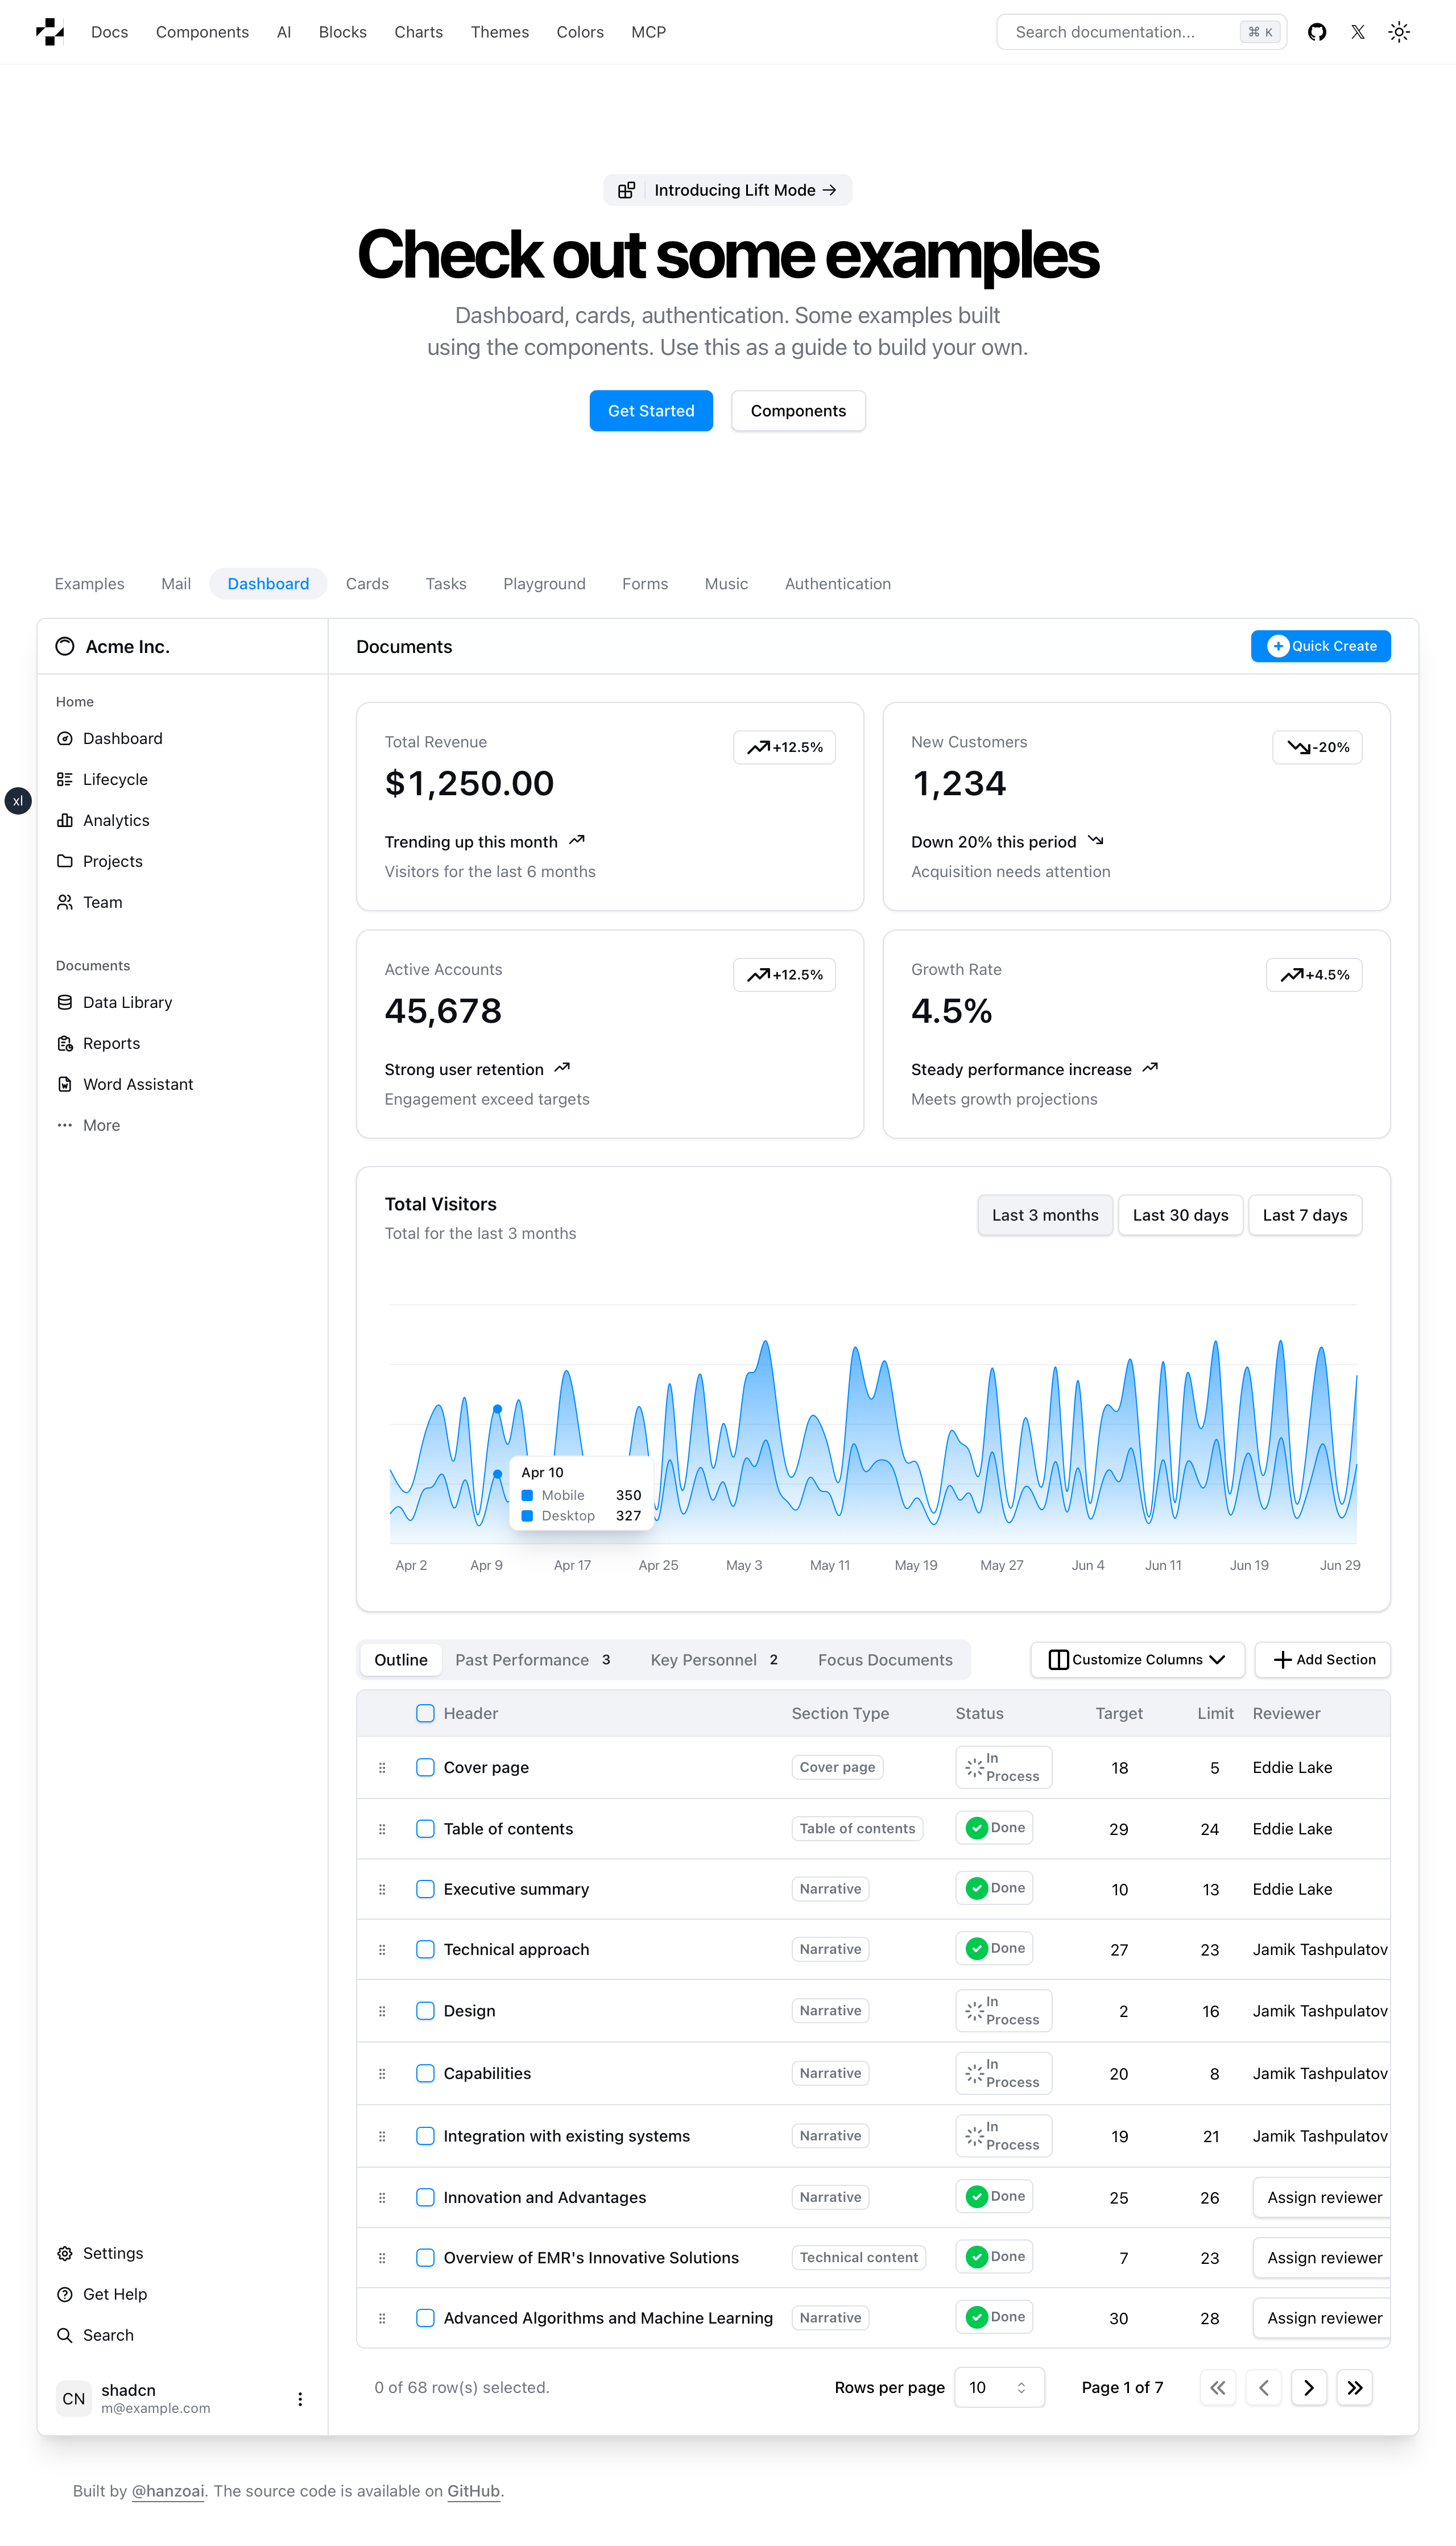 Docs Components AI Blocks Charts Themes Colors MCP Search documentation... ⌘ K
Introducing Lift Mode →
Check out some examples
Dashboard, cards, authentication. Some examples built
using the components. Use this as a guide to build your own.
Get Started Components
Examples Mail Dashboard Cards Tasks Playground Forms Music Authentication
Acme Inc.
Home
Dashboard
Lifecycle
xl
Analytics
Projects
Team
Documents
Data Library
Reports
Word Assistant
More
Settings
Get Help
Search
CN
shadcn
m@example.com
Documents Quick Create
Total Revenue +12.5%
$1,250.00
Trending up this month
Visitors for the last 6 months
New Customers -20%
1,234
Down 20% this period
Acquisition needs attention
Active Accounts +12.5%
45,678
Strong user retention
Engagement exceed targets
Growth Rate +4.5%
4.5%
Steady performance increase
Meets growth projections
Total Visitors
Total for the last 3 months
Last 3 months Last 30 days Last 7 days
Apr 10
Mobile 350
Desktop 327
Apr 2 Apr 9 Apr 17 Apr 25 May 3 May 11 May 19 May 27 Jun 4 Jun 11 Jun 19 Jun 29
Outline Past Performance 3 Key Personnel 2 Focus Documents Customize Columns Add Section
Header Section Type Status Target Limit Reviewer
Cover page Cover page In Process 18 5 Eddie Lake
Table of contents Table of contents Done 29 24 Eddie Lake
Executive summary Narrative Done 10 13 Eddie Lake
Technical approach Narrative Done 27 23 Jamik Tashpulatov
Design Narrative In Process 2 16 Jamik Tashpulatov
Capabilities Narrative In Process 20 8 Jamik Tashpulatov
Integration with existing systems Narrative In Process 19 21 Jamik Tashpulatov
Innovation and Advantages Narrative Done 25 26 Assign reviewer
Overview of EMR's Innovative Solutions Technical content Done 7 23 Assign reviewer
Advanced Algorithms and Machine Learning Narrative Done 30 28 Assign reviewer
0 of 68 row(s) selected. Rows per page 10 Page 1 of 7
Built by @hanzoai. The source code is available on GitHub.